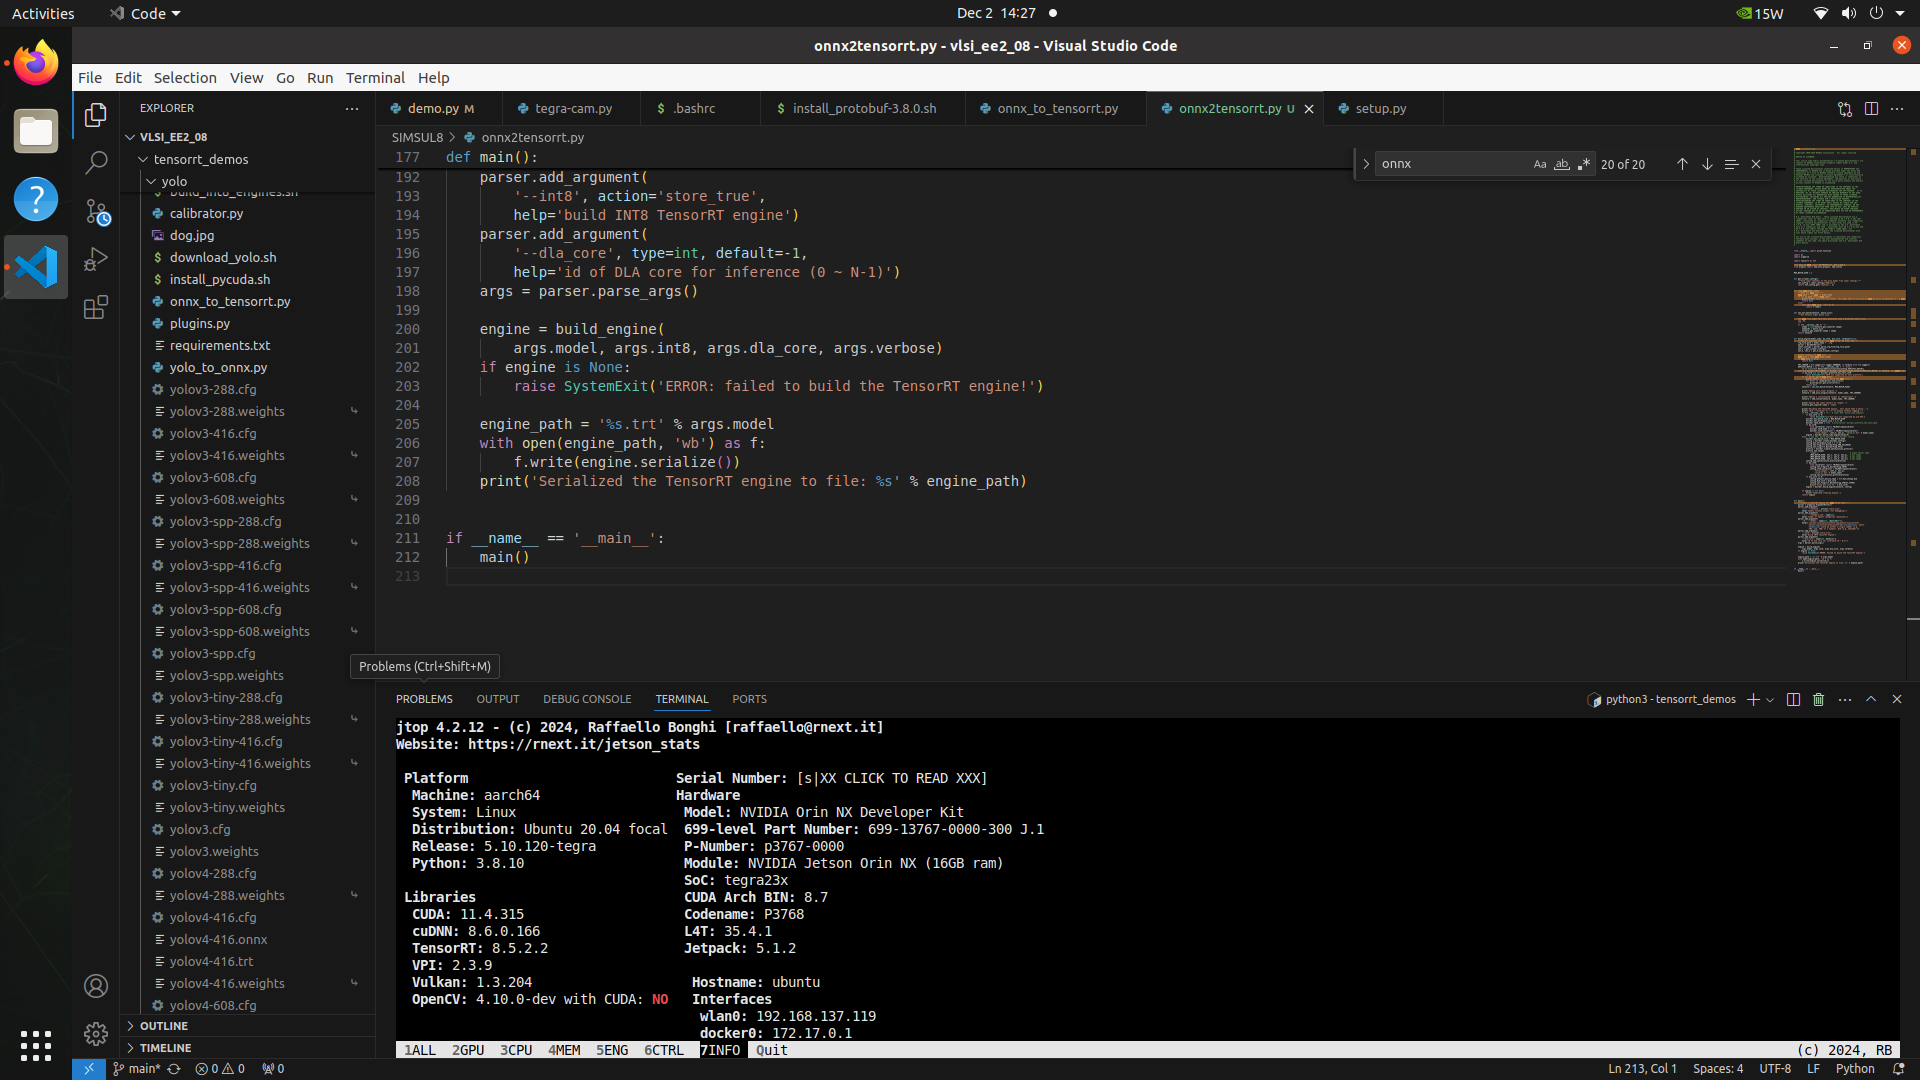 Activities
Code
Dec 2 14:27
15W
onnx2tensorrt.py - vlsi_ee2_08 - Visual Studio Code
File Edit Selection View Go Run Terminal Help
EXPLORER
VLSI_EE2_08
tensorrt_demos
yolo
build_into_engines.sh
calibrator.py
dog.jpg
download_yolo.sh
install_pycuda.sh
onnx_to_tensorrt.py
plugins.py
requirements.txt
yolo_to_onnx.py
yolov3-288.cfg
yolov3-288.weights
yolov3-416.cfg
yolov3-416.weights
yolov3-608.cfg
yolov3-608.weights
yolov3-spp-288.cfg
yolov3-spp-288.weights
yolov3-spp-416.cfg
yolov3-spp-416.weights
yolov3-spp-608.cfg
yolov3-spp-608.weights
yolov3-spp.cfg
yolov3-spp.weights
yolov3-tiny-288.cfg
yolov3-tiny-288.weights
yolov3-tiny-416.cfg
yolov3-tiny-416.weights
yolov3-tiny.cfg
yolov3-tiny.weights
yolov3.cfg
yolov3.weights
yolov4-288.cfg
yolov4-288.weights
yolov4-416.cfg
yolov4-416.onnx
yolov4-416.trt
yolov4-416.weights
yolov4-608.cfg
OUTLINE
TIMELINE
demo.py M
tegra-cam.py
$ .bashrc
$ install_protobuf-3.8.0.sh
onnx_to_tensorrt.py
onnx2tensorrt.py U
setup.py
SIMSUL8 > onnx2tensorrt.py
onnx
Aa ab .*
20 of 20
177 def main():
192 parser.add_argument(
193 '--int8', action='store_true',
194 help='build INT8 TensorRT engine')
195 parser.add_argument(
196 '--dla_core', type=int, default=-1,
197 help='id of DLA core for inference (0 ~ N-1)')
198 args = parser.parse_args()
199
200 engine = build_engine(
201 args.model, args.int8, args.dla_core, args.verbose)
202 if engine is None:
203 raise SystemExit('ERROR: failed to build the TensorRT engine!')
204
205 engine_path = '%s.trt' % args.model
206 with open(engine_path, 'wb') as f:
207 f.write(engine.serialize())
208 print('Serialized the TensorRT engine to file: %s' % engine_path)
209
210
211 if __name__ == '__main__':
212 main()
213
Problems (Ctrl+Shift+M)
PROBLEMS OUTPUT DEBUG CONSOLE TERMINAL PORTS
python3 - tensorrt_demos
jtop 4.2.12 - (c) 2024, Raffaello Bonghi [raffaello@rnext.it]
Website: https://rnext.it/jetson_stats
Platform
Machine: aarch64
System: Linux
Distribution: Ubuntu 20.04 focal
Release: 5.10.120-tegra
Python: 3.8.10
Libraries
CUDA: 11.4.315
cuDNN: 8.6.0.166
TensorRT: 8.5.2.2
VPI: 2.3.9
Vulkan: 1.3.204
OpenCV: 4.10.0-dev with CUDA: NO
Serial Number: [s|XX CLICK TO READ XXX]
Hardware
Model: NVIDIA Orin NX Developer Kit
699-level Part Number: 699-13767-0000-300 J.1
P-Number: p3767-0000
Module: NVIDIA Jetson Orin NX (16GB ram)
SoC: tegra23x
CUDA Arch BIN: 8.7
Codename: P3768
L4T: 35.4.1
Jetpack: 5.1.2
Hostname: ubuntu
Interfaces
wlan0: 192.168.137.119
docker0: 172.17.0.1
1ALL 2GPU 3CPU 4MEM 5ENG 6CTRL 7INFO Quit
(c) 2024, RB
main* 0 0 0
Ln 213, Col 1 Spaces: 4 UTF-8 LF Python